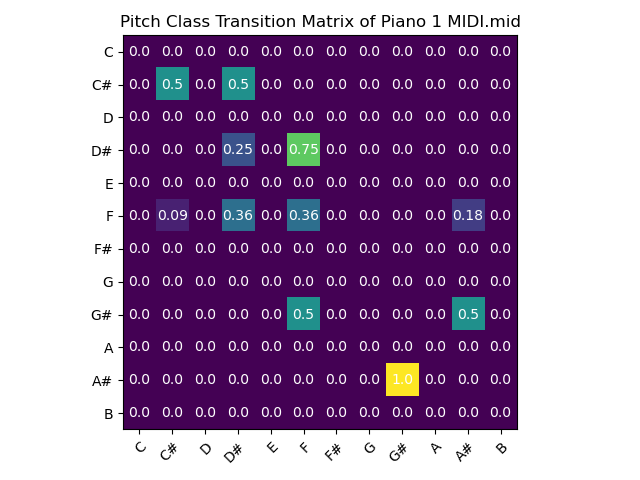 Pitch Class Transition Matrix of Piano 1 MIDI.mid
C 0.0 0.0 0.0 0.0 0.0 0.0 0.0 0.0 0.0 0.0 0.0 0.0
C# 0.0 0.5 0.0 0.5 0.0 0.0 0.0 0.0 0.0 0.0 0.0 0.0
D 0.0 0.0 0.0 0.0 0.0 0.0 0.0 0.0 0.0 0.0 0.0 0.0
D# 0.0 0.0 0.0 0.25 0.0 0.75 0.0 0.0 0.0 0.0 0.0 0.0
E 0.0 0.0 0.0 0.0 0.0 0.0 0.0 0.0 0.0 0.0 0.0 0.0
F 0.0 0.09 0.0 0.36 0.0 0.36 0.0 0.0 0.0 0.0 0.18 0.0
F# 0.0 0.0 0.0 0.0 0.0 0.0 0.0 0.0 0.0 0.0 0.0 0.0
G 0.0 0.0 0.0 0.0 0.0 0.0 0.0 0.0 0.0 0.0 0.0 0.0
G# 0.0 0.0 0.0 0.0 0.0 0.5 0.0 0.0 0.0 0.0 0.5 0.0
A 0.0 0.0 0.0 0.0 0.0 0.0 0.0 0.0 0.0 0.0 0.0 0.0
A# 0.0 0.0 0.0 0.0 0.0 0.0 0.0 0.0 1.0 0.0 0.0 0.0
B 0.0 0.0 0.0 0.0 0.0 0.0 0.0 0.0 0.0 0.0 0.0 0.0
C C# D D# E F F# G G# A A# B